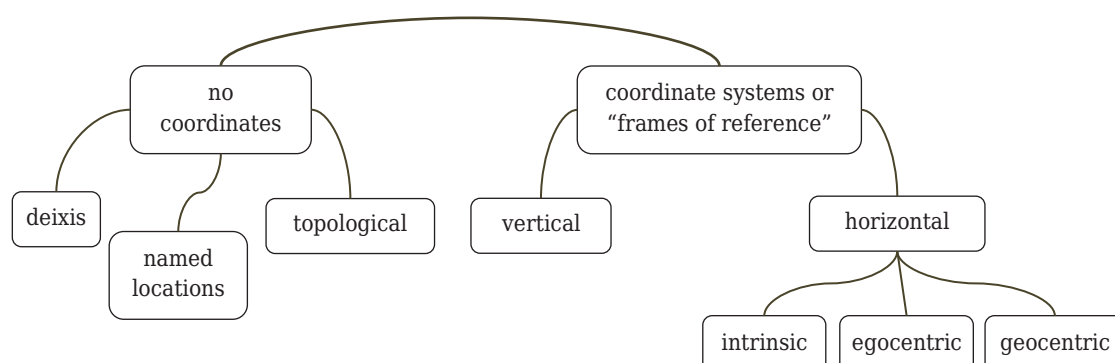 no
coordinates
coordinate systems or
“frames of reference”
deixis
named
locations
topological
vertical
horizontal
intrinsic
egocentric
geocentric